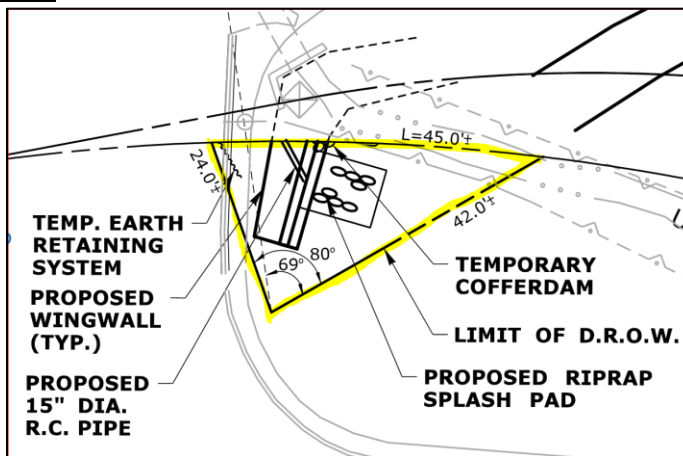 L=45.0'±
24.0'±
42.0'±
80°
69°
TEMP. EARTH
RETAINING
SYSTEM
PROPOSED
WINGWALL
(TYP.)
PROPOSED
15" DIA.
R.C. PIPE
TEMPORARY
COFFERDAM
LIMIT OF D.R.O.W.
PROPOSED RIPRAP
SPLASH PAD